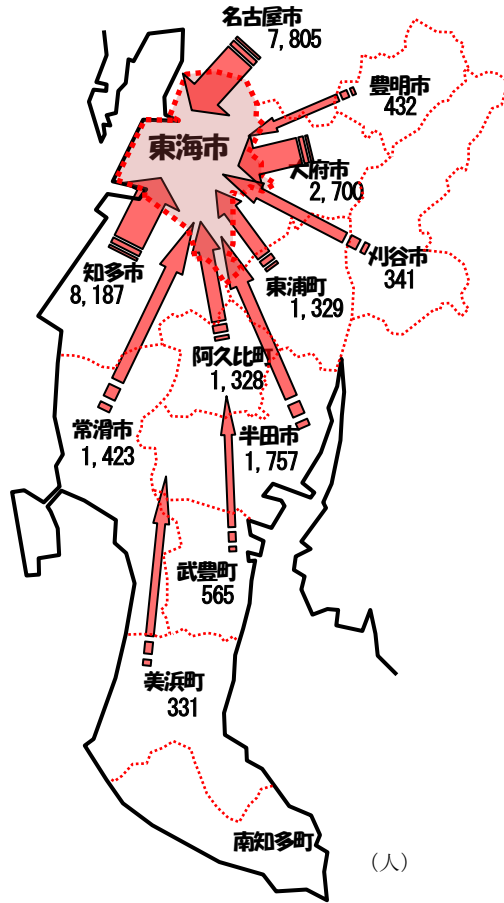 名古屋市
7,805
豊明市
432
東海市
大府市
2,700
刈谷市
341
知多市
8,187
東浦町
1,329
阿久比町
1,328
常滑市
1,423
半田市
1,757
武豊町
565
美浜町
331
南知多町
（人）